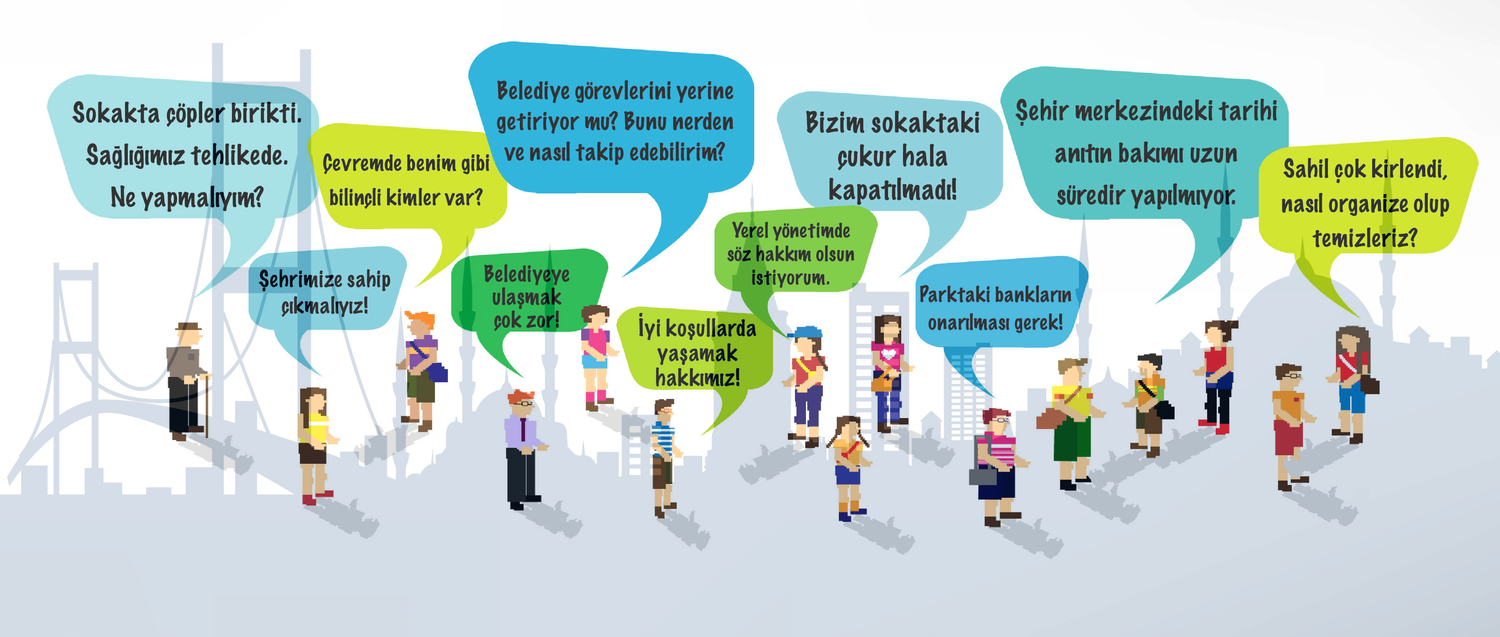 Sokakta çöpler birikti.
Sağlığımız tehlikede.
Ne yapmalıyım?
Şehrimize sahip
çıkmalıyız!
Çevremde benim gibi
bilinçli kimler var?
Belediye görevlerini yerine
getiriyor mu? Bunu nerden
ve nasıl takip edebilirim?
Belediyeye
ulaşmak
çok zor!
İyi koşullarda
yaşamak
hakkımız!
Yerel yönetimde
söz hakkım olsun
istiyorum.
Bizim sokaktaki
çukur hala
kapatılmadı!
Parktaki bankların
onarılması gerek!
Şehir merkezindeki tarihi
anıtın bakımı uzun
süredir yapılmıyor.
Sahil çok kirlendi,
nasıl organize olup
temizleriz?